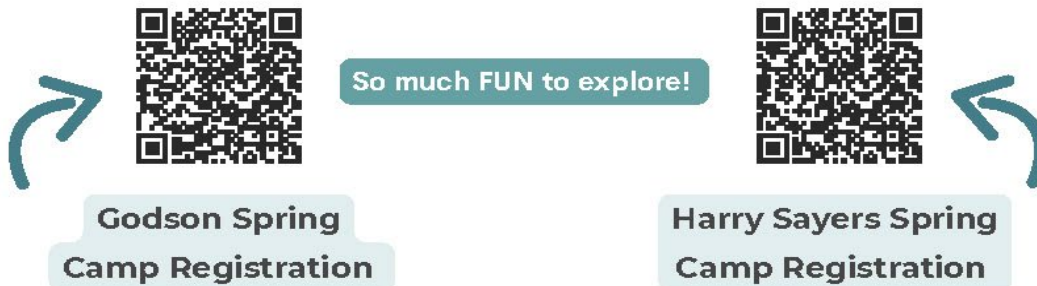 So much FUN to explore!
Godson Spring
Camp Registration
Harry Sayers Spring
Camp Registration